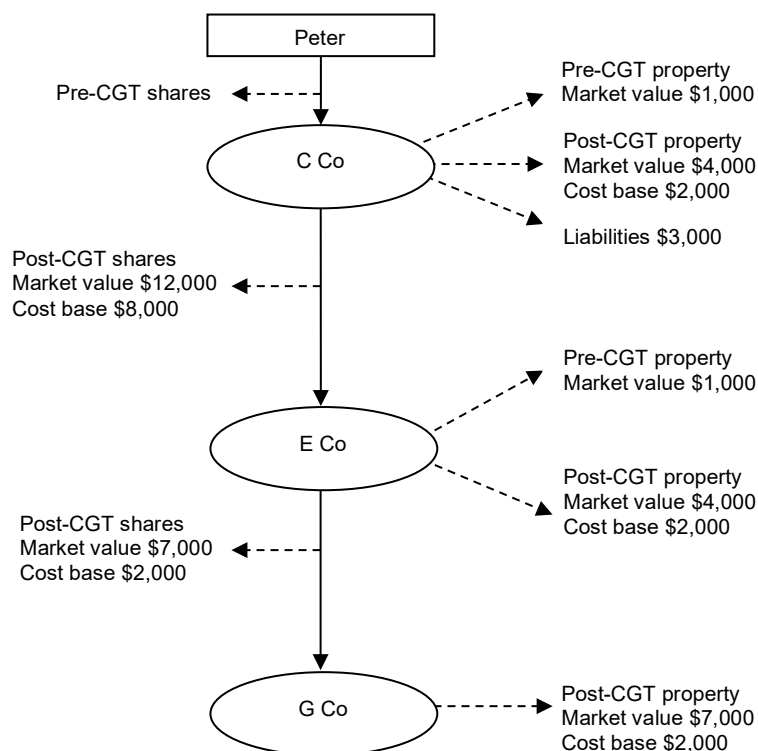 Peter
Pre-CGT shares
Pre-CGT property
Market value $1,000
C Co
Post-CGT property
Market value $4,000
Cost base $2,000
Liabilities $3,000
Post-CGT shares
Market value $12,000
Cost base $8,000
Pre-CGT property
Market value $1,000
E Co
Post-CGT property
Market value $4,000
Cost base $2,000
Post-CGT shares
Market value $7,000
Cost base $2,000
G Co
Post-CGT property
Market value $7,000
Cost base $2,000